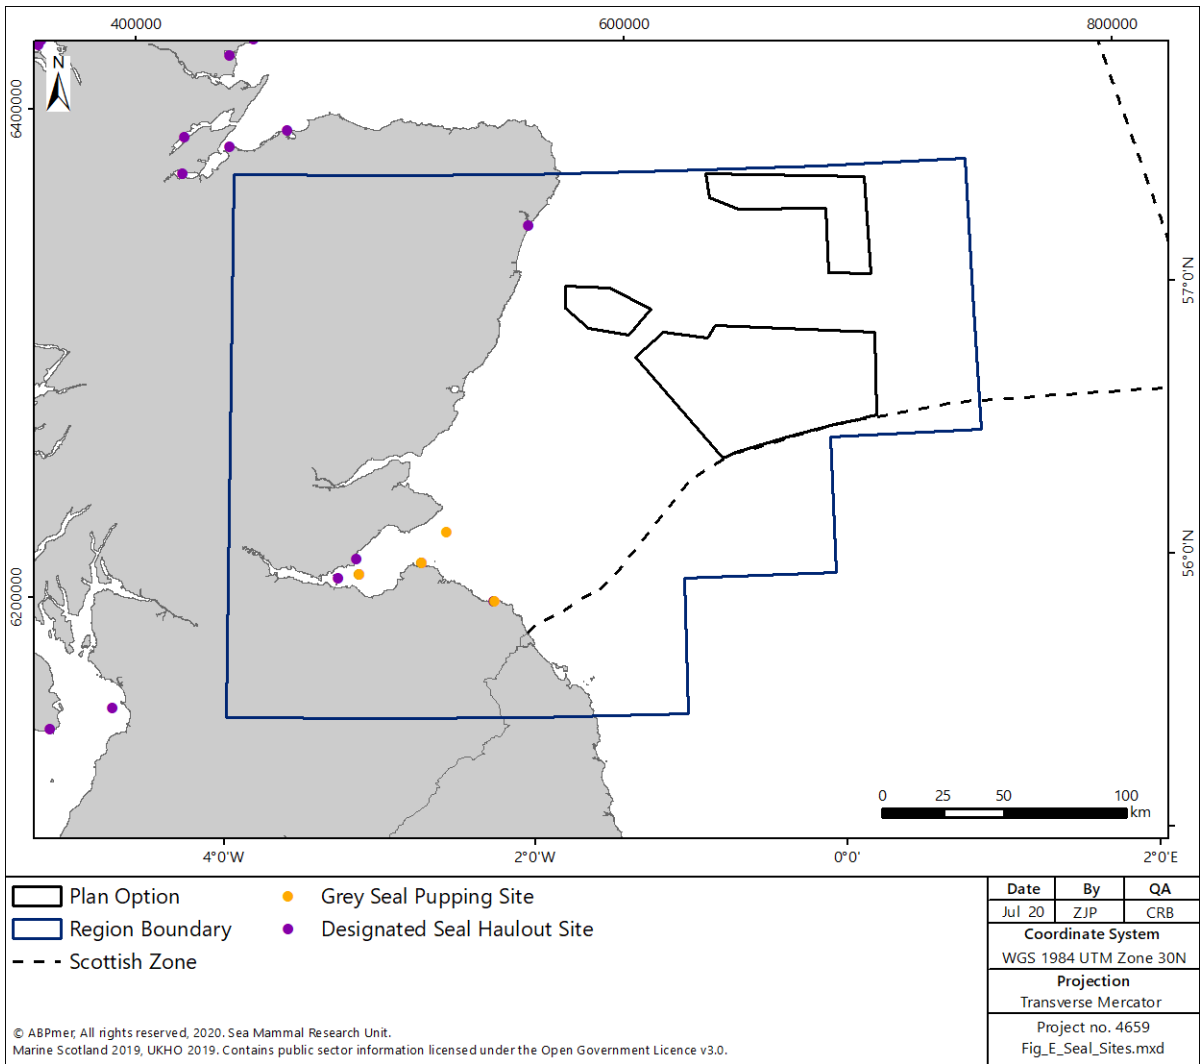 400000
600000
800000
N
6400000
57°0'N
56°0'N
6200000
0
25
50
100
km
4°0'W
2°0'W
0°0'
2°0'E
Plan Option
Region Boundary
Scottish Zone
Grey Seal Pupping Site
Designated Seal Haulout Site
Date By QA
Jul 20 ZJP CRB
Coordinate System
WGS 1984 UTM Zone 30N
Projection
Transverse Mercator
Project no. 4659
Fig_E_Seal_Sites.mxd
© ABPmer, All rights reserved, 2020. Sea Mammal Research Unit.
Marine Scotland 2019, UKHO 2019. Contains public sector information licensed under the Open Government Licence v3.0.